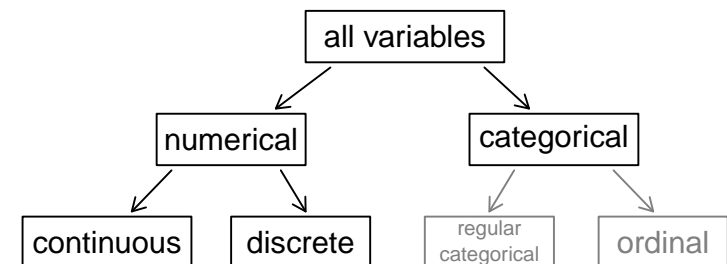 all variables
numerical
categorical
continuous
discrete
regular
categorical
ordinal